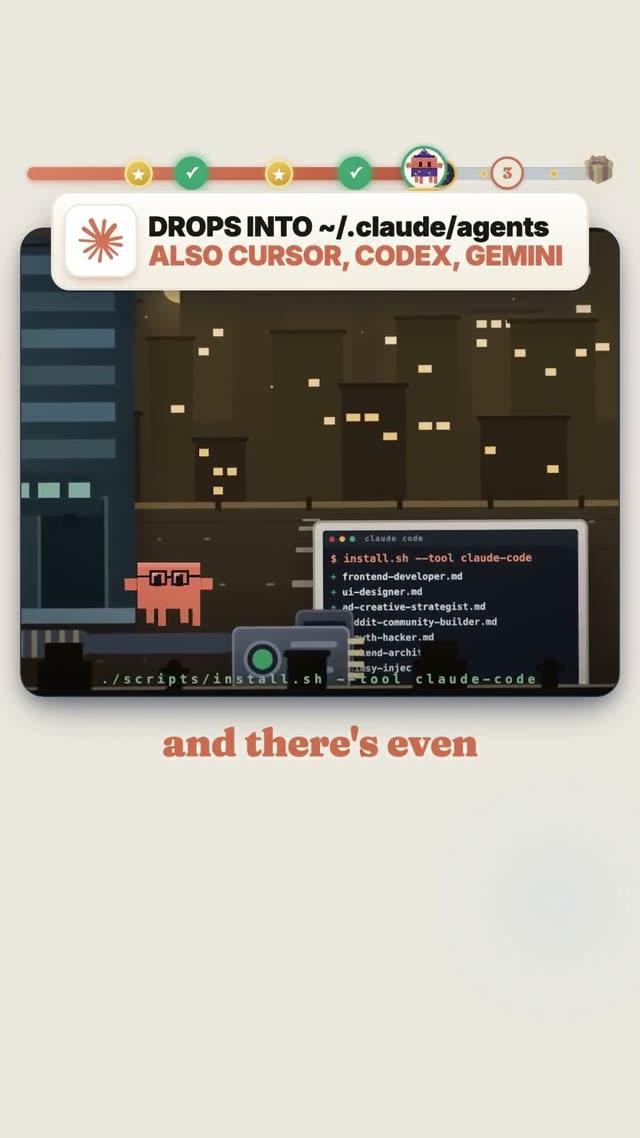 3
DROPS INTO ~/.claude/agents
ALSO CURSOR, CODEX, GEMINI
claude code
$ install.sh --tool claude-code
+ frontend-developer.md
+ ui-designer.md
+ ad-creative-strategist.md
./scripts/install.sh --tool claude-code
and there's even